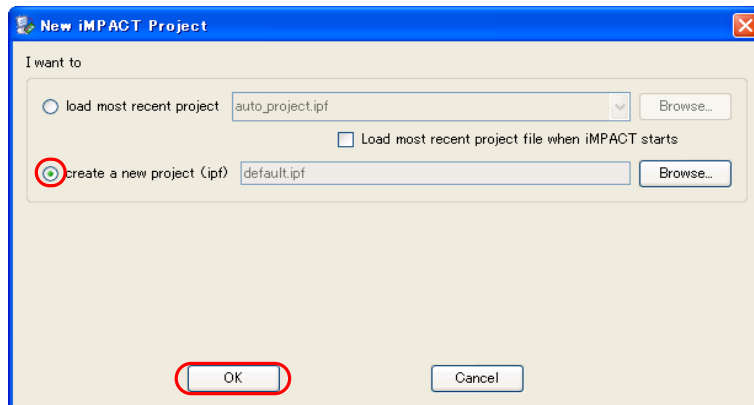 New iMPACT Project
I want to
load most recent project auto_project.ipf Browse...
Load most recent project file when iMPACT starts
create a new project (ipf) default.ipf Browse...
OK Cancel